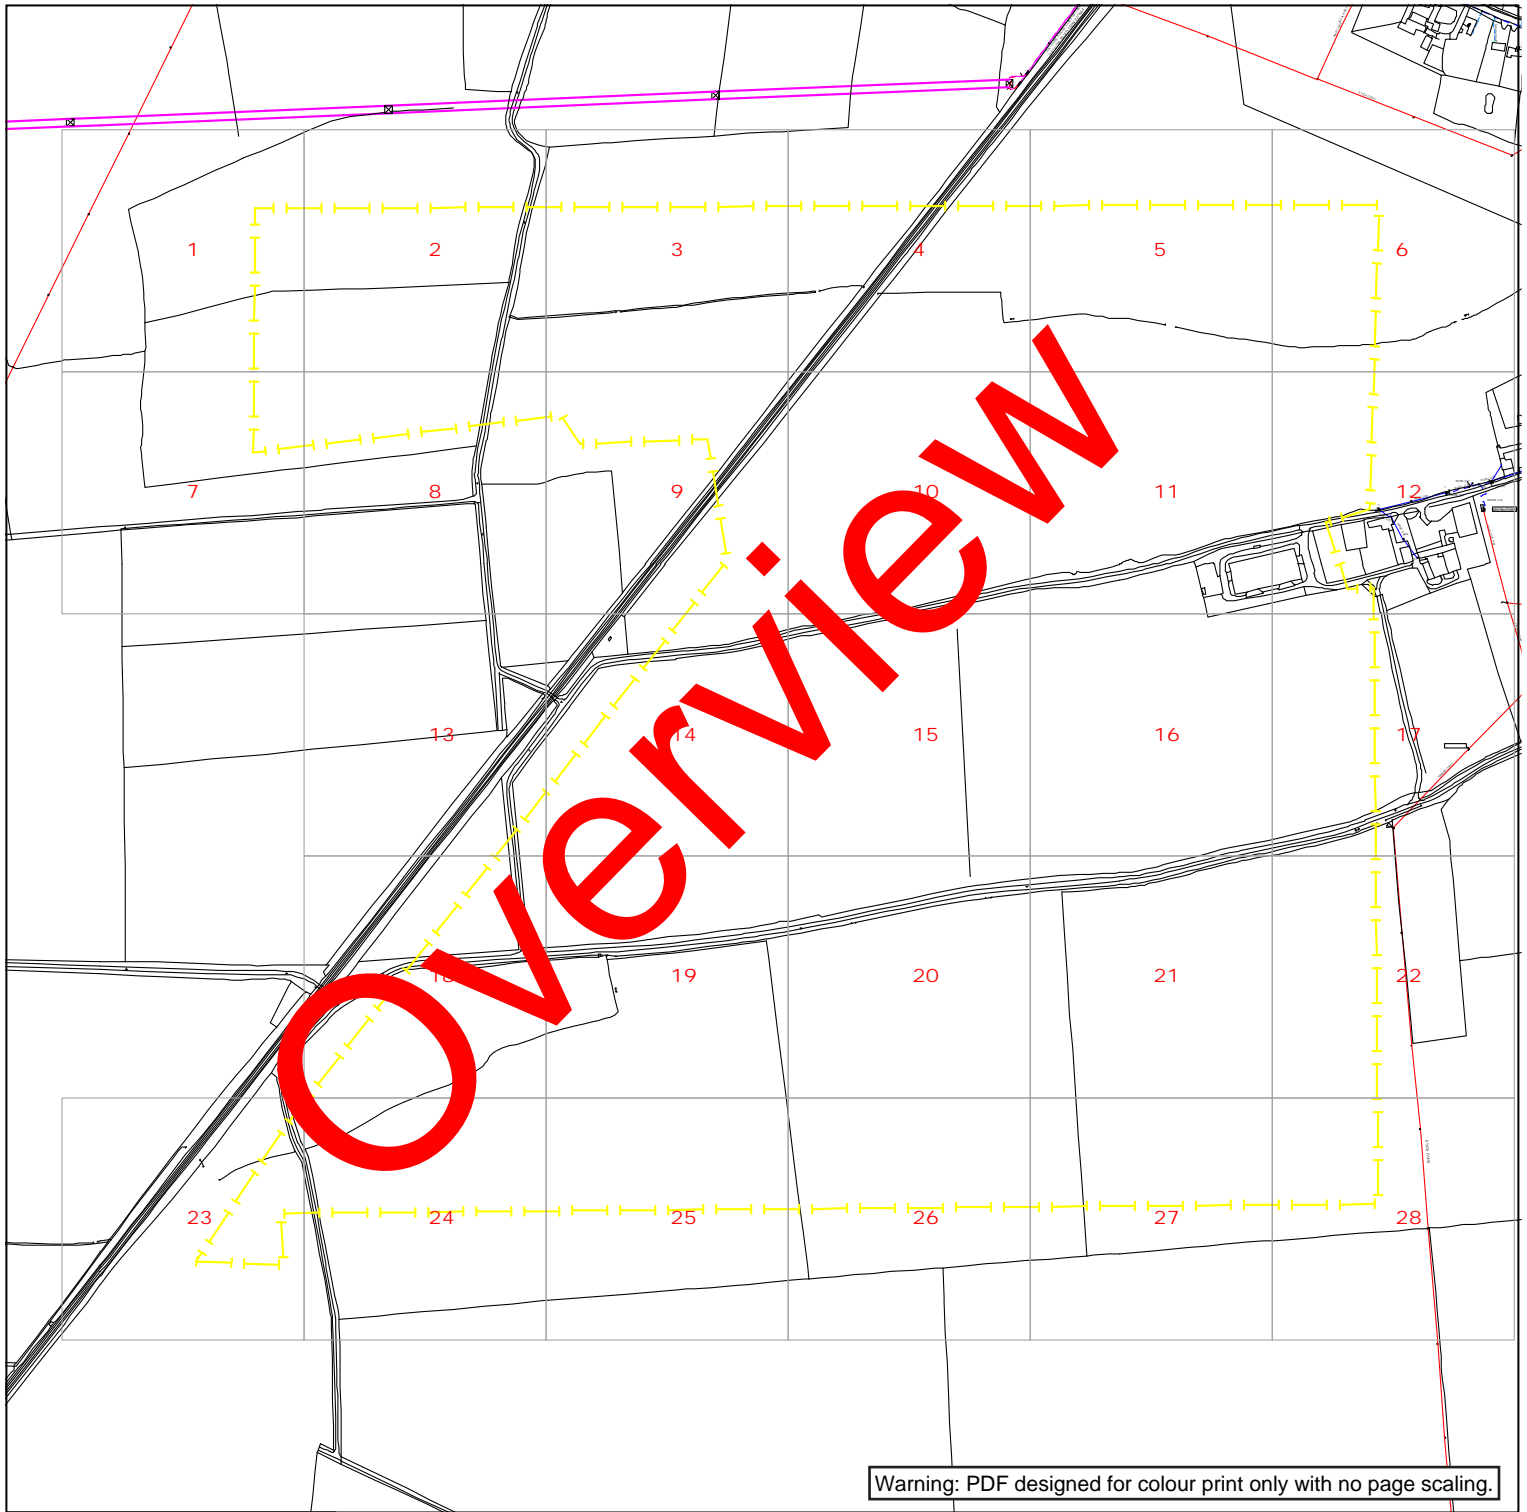 1 2 3 4 5 6
7 8 9 10 11 12
13 14 15 16 17
18 19 20 21 22
23 24 25 26 27 28
Overview
Warning: PDF designed for colour print only with no page scaling.